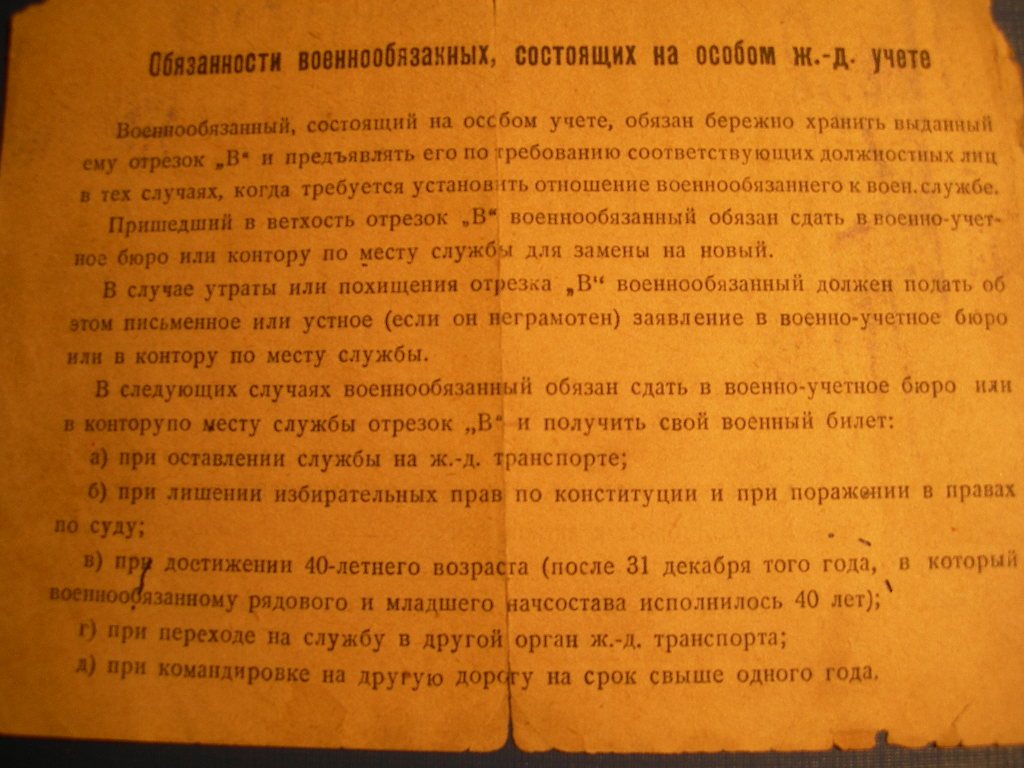 Обязанности военнообязанных, состоящих на особом ж.-д. учете
Военнообязанный, состоящий на особом учете, обязан бережно хранить выданный
ему отрезок „В“ и предъявлять его по требованию соответствующих должностных лиц
в тех случаях, когда требуется установить отношение военнообязаннего к воен.службе.
Пришедший в ветхость отрезок „В“ военнообязанный обязан сдать в военно-учет-
ное бюро или контору по месту службы для замены на новый.
В случае утраты или похищения отрезка „В“ военнообязанный должен подать об
этом письменное или устное (если он неграмотен) заявление в военно-учетное бюро
или в контору по месту службы.
В следующих случаях военнообязанный обязан сдать в военно-учетное бюро или
в конторупо месту службы отрезок „В“ и получить свой военный билет:
а) при оставлении службы на ж.-д. транспорте;
б) при лишении избирательных прав по конституции и при поражении в правах
по суду;
в) при достижении 40-летнего возраста (после 31 декабря того года, в который
военнообязанному рядового и младшего начсостава исполнилось 40 лет);
г) при переходе на службу в другой орган ж.-д. транспорта;
д) при командировке на другую дорогу на срок свыше одного года.